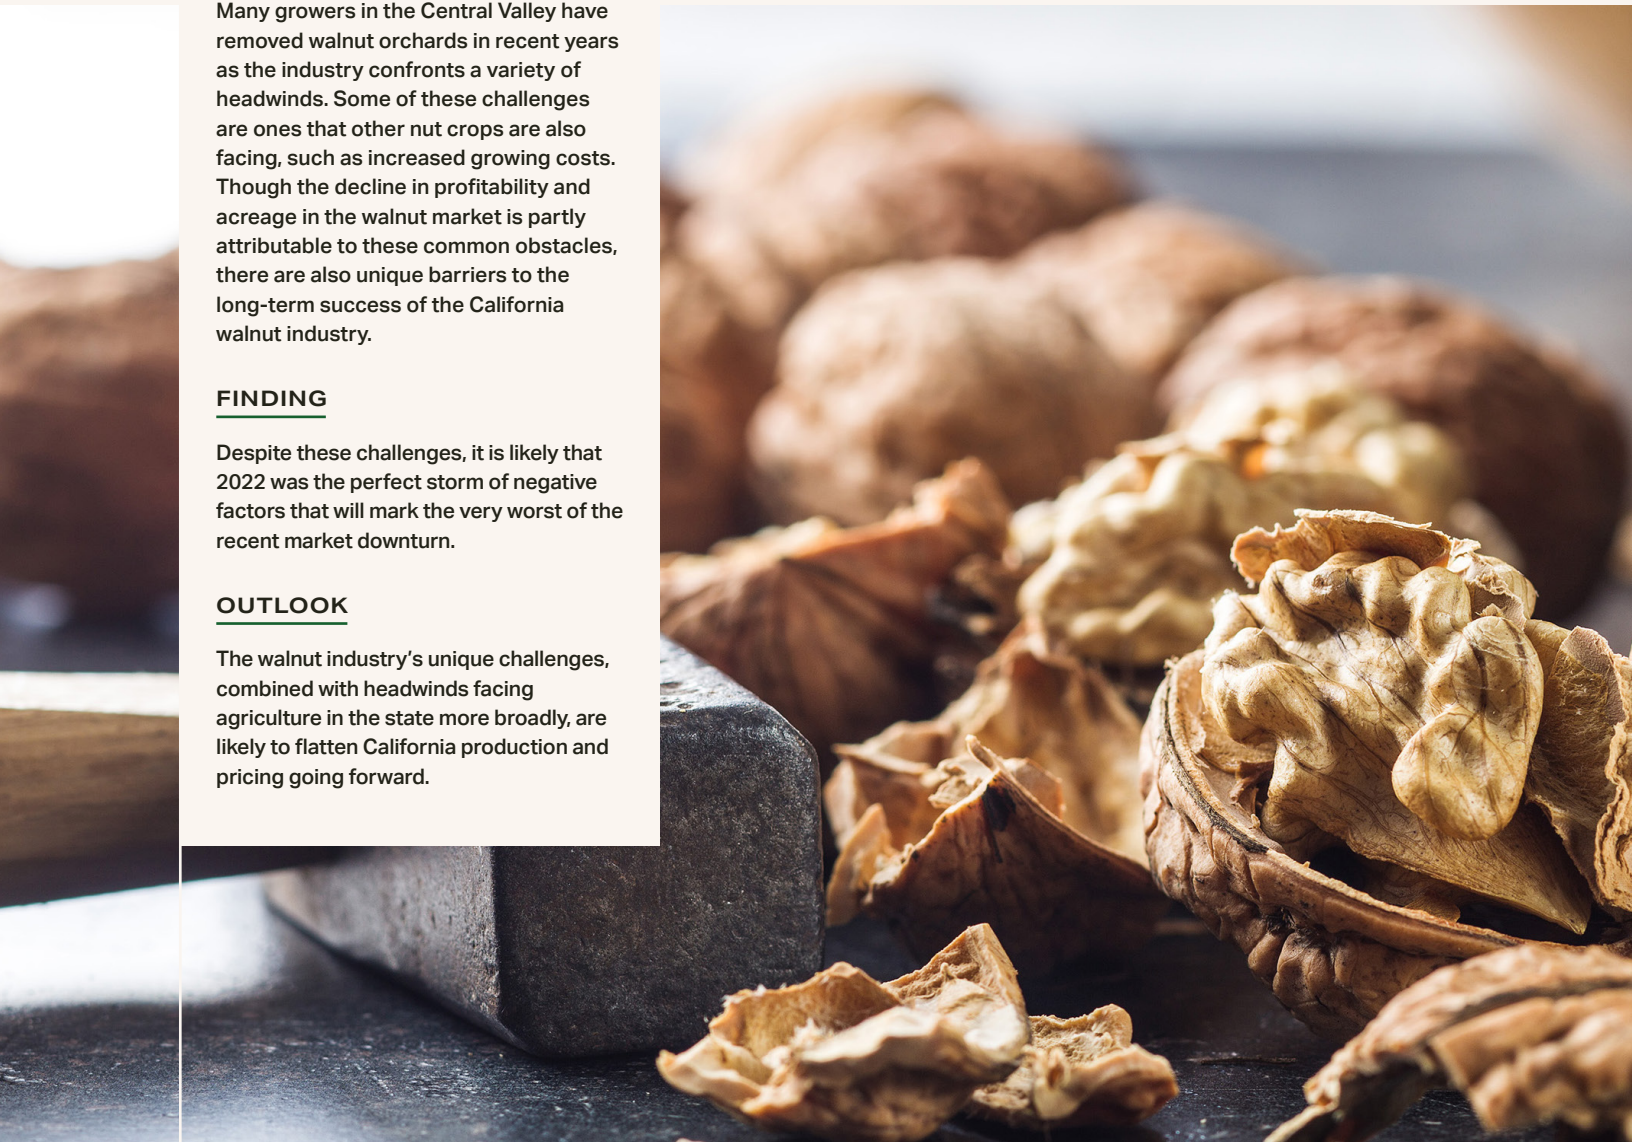 Many growers in the Central Valley have
removed walnut orchards in recent years
as the industry confronts a variety of
headwinds. Some of these challenges
are ones that other nut crops are also
facing, such as increased growing costs.
Though the decline in profitability and
acreage in the walnut market is partly
attributable to these common obstacles,
there are also unique barriers to the
long-term success of the California
walnut industry.
FINDING
Despite these challenges, it is likely that
2022 was the perfect storm of negative
factors that will mark the very worst of the
recent market downturn.
OUTLOOK
The walnut industry’s unique challenges,
combined with headwinds facing
agriculture in the state more broadly, are
likely to flatten California production and
pricing going forward.